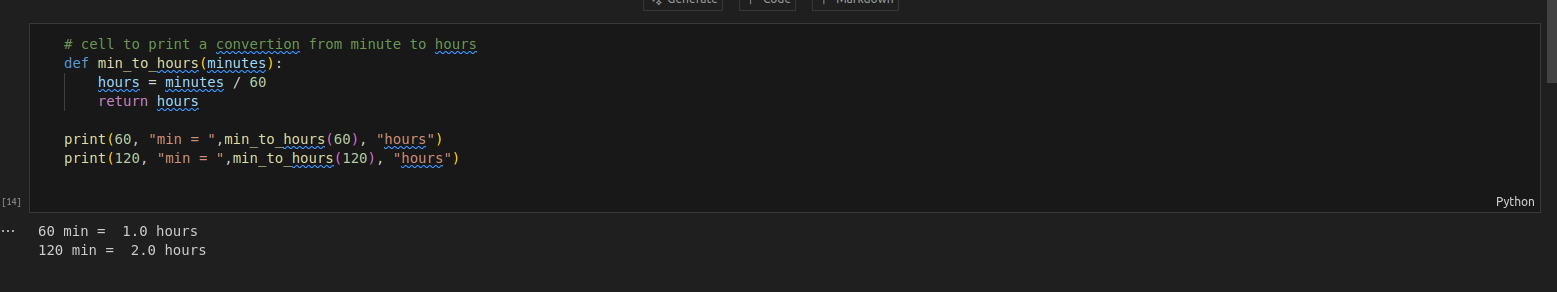 Generate Code Markdown
# cell to print a convertion from minute to hours
def min_to_hours(minutes):
    hours = minutes / 60
    return hours
print(60, "min = ",min_to_hours(60), "hours")
print(120, "min = ",min_to_hours(120), "hours")
[14]
Python
60 min =  1.0 hours
120 min =  2.0 hours